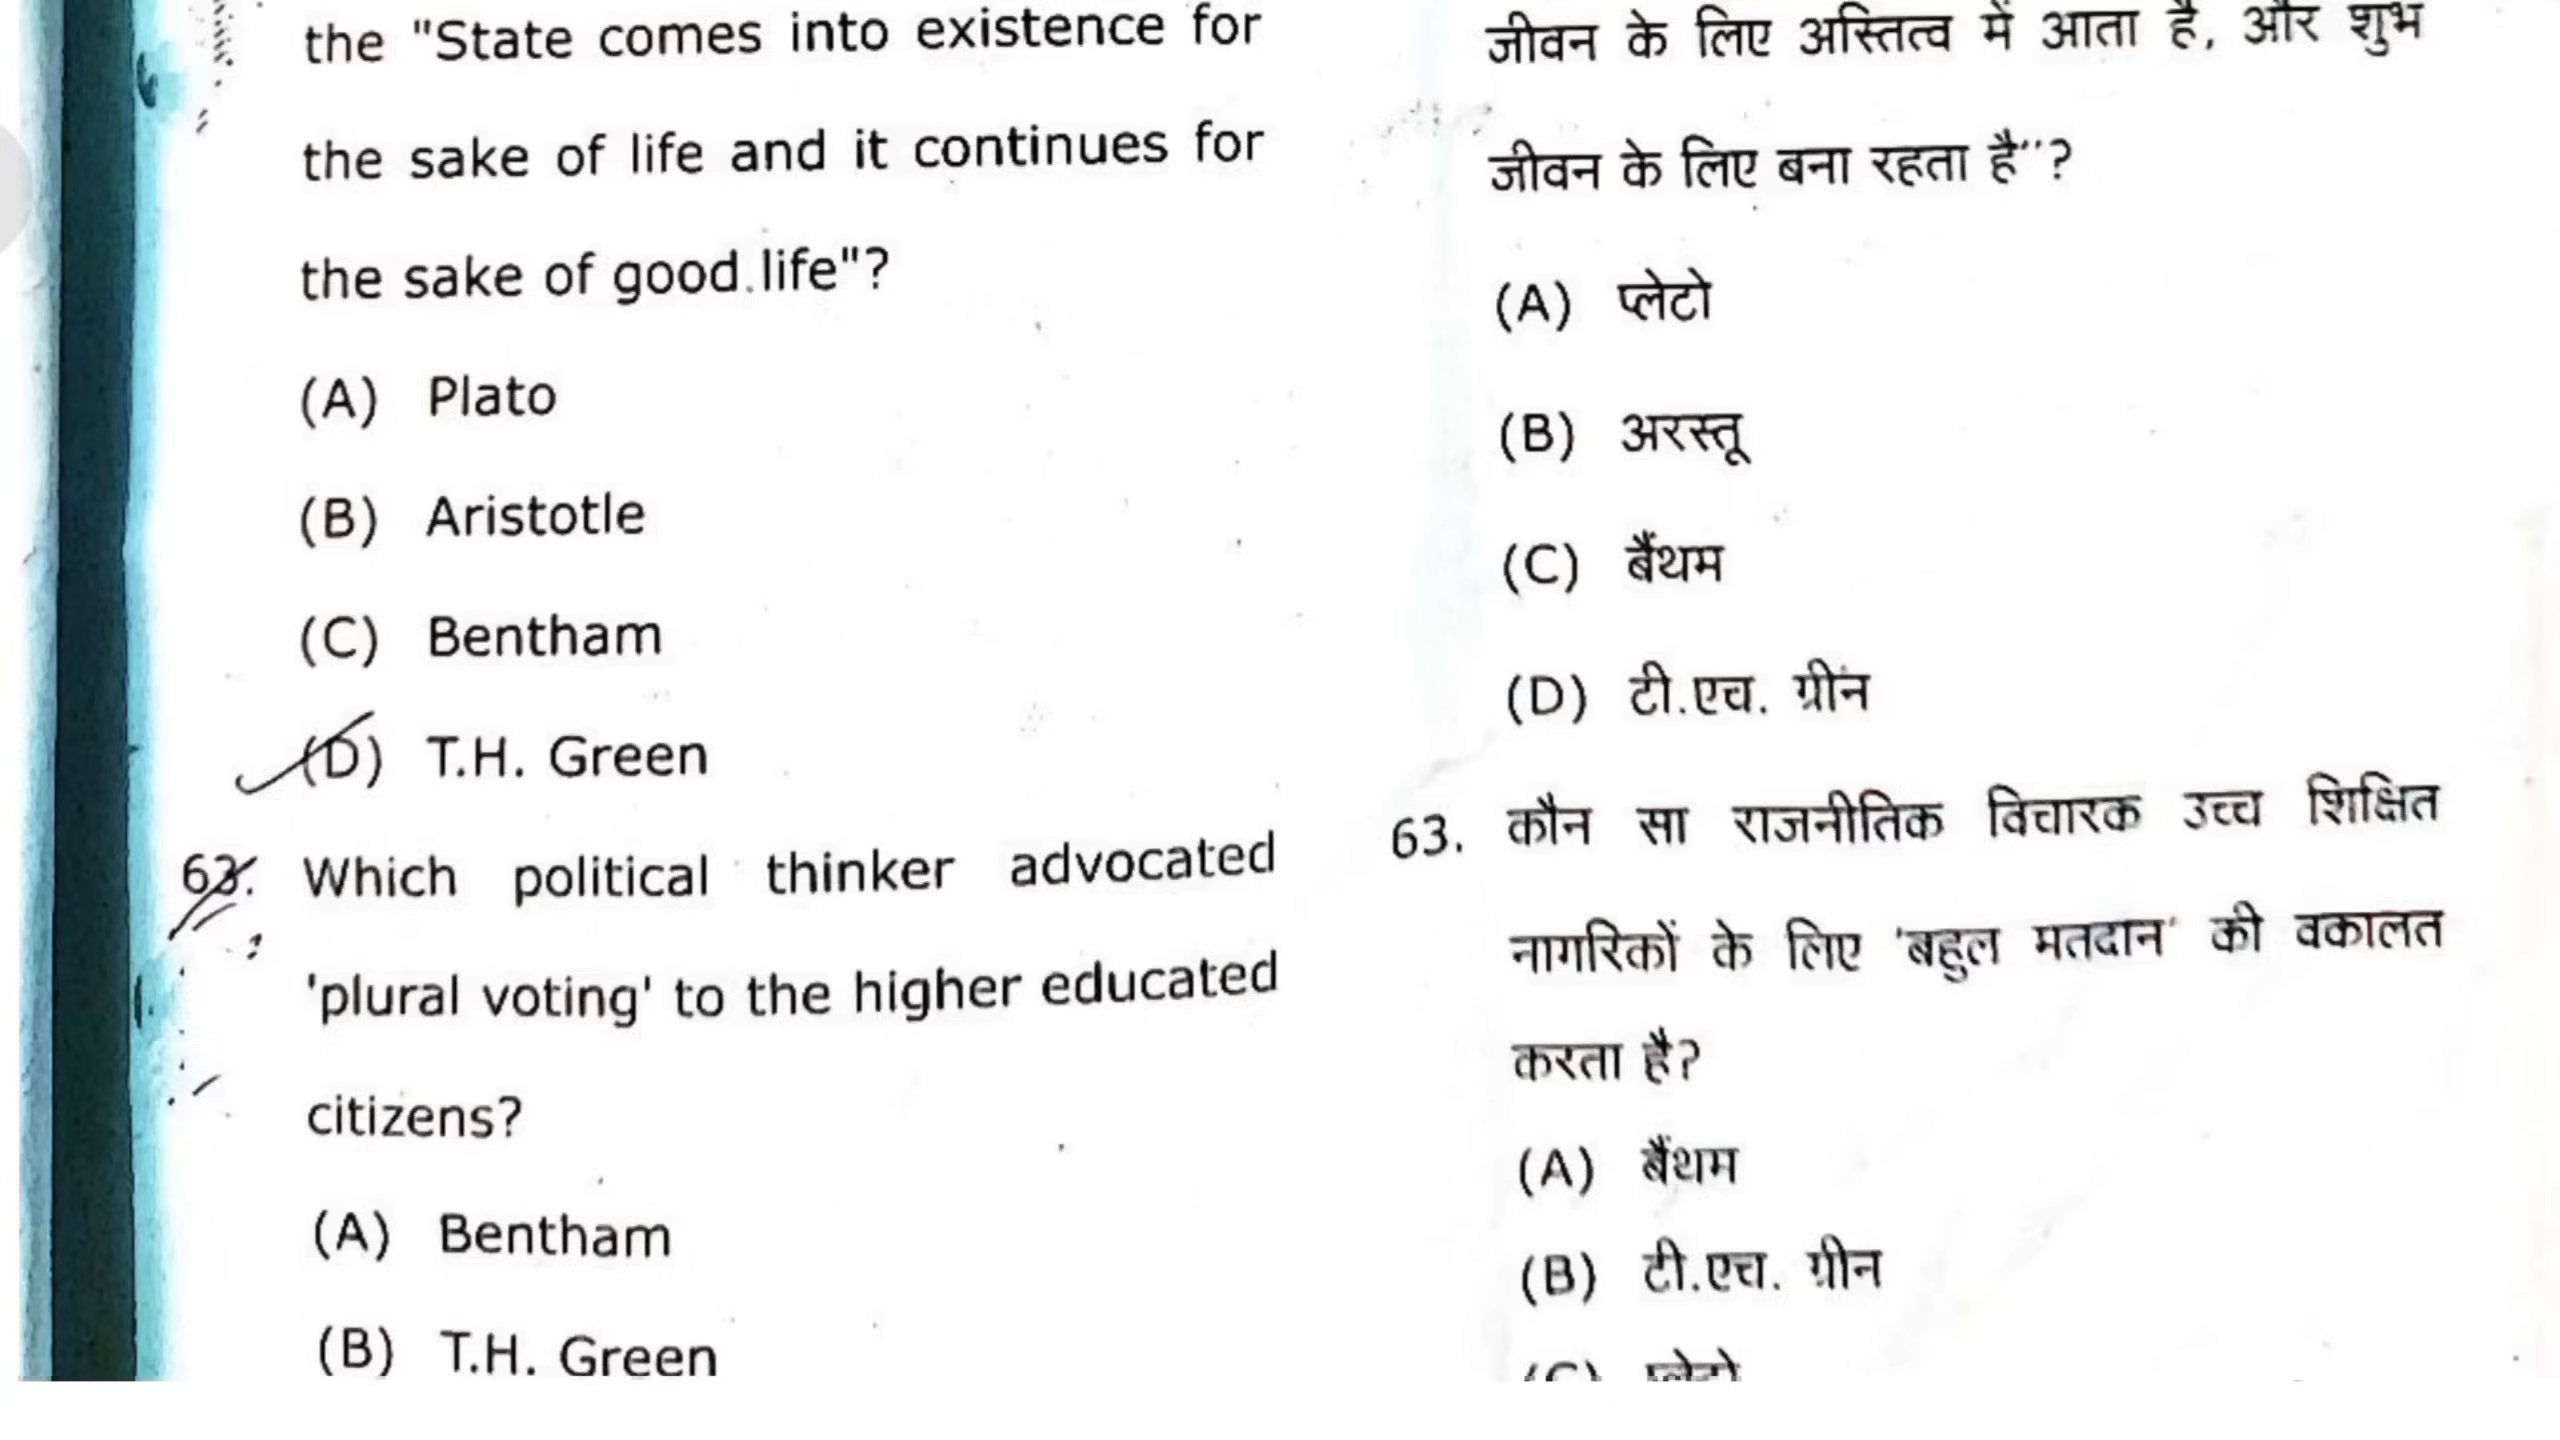 the "State comes into existence for
the sake of life and it continues for
the sake of good life"?
(A) Plato
(B) Aristotle
(C) Bentham
(D) T.H. Green
63. Which political thinker advocated
'plural voting' to the higher educated
citizens?
(A) Bentham
(B) T.H. Green
जीवन के लिए अस्तित्व में आता है, और शुभ
जीवन के लिए बना रहता है"?
(A) प्लेटो
(B) अरस्तू
(C) बैंथम
(D) टी.एच. ग्रीन
63. कौन सा राजनीतिक विचारक उच्च शिक्षित
नागरिकों के लिए 'बहुल मतदान' की वकालत
करता है?
(A) बैंथम
(B) टी.एच. ग्रीन
(C) प्लेटो